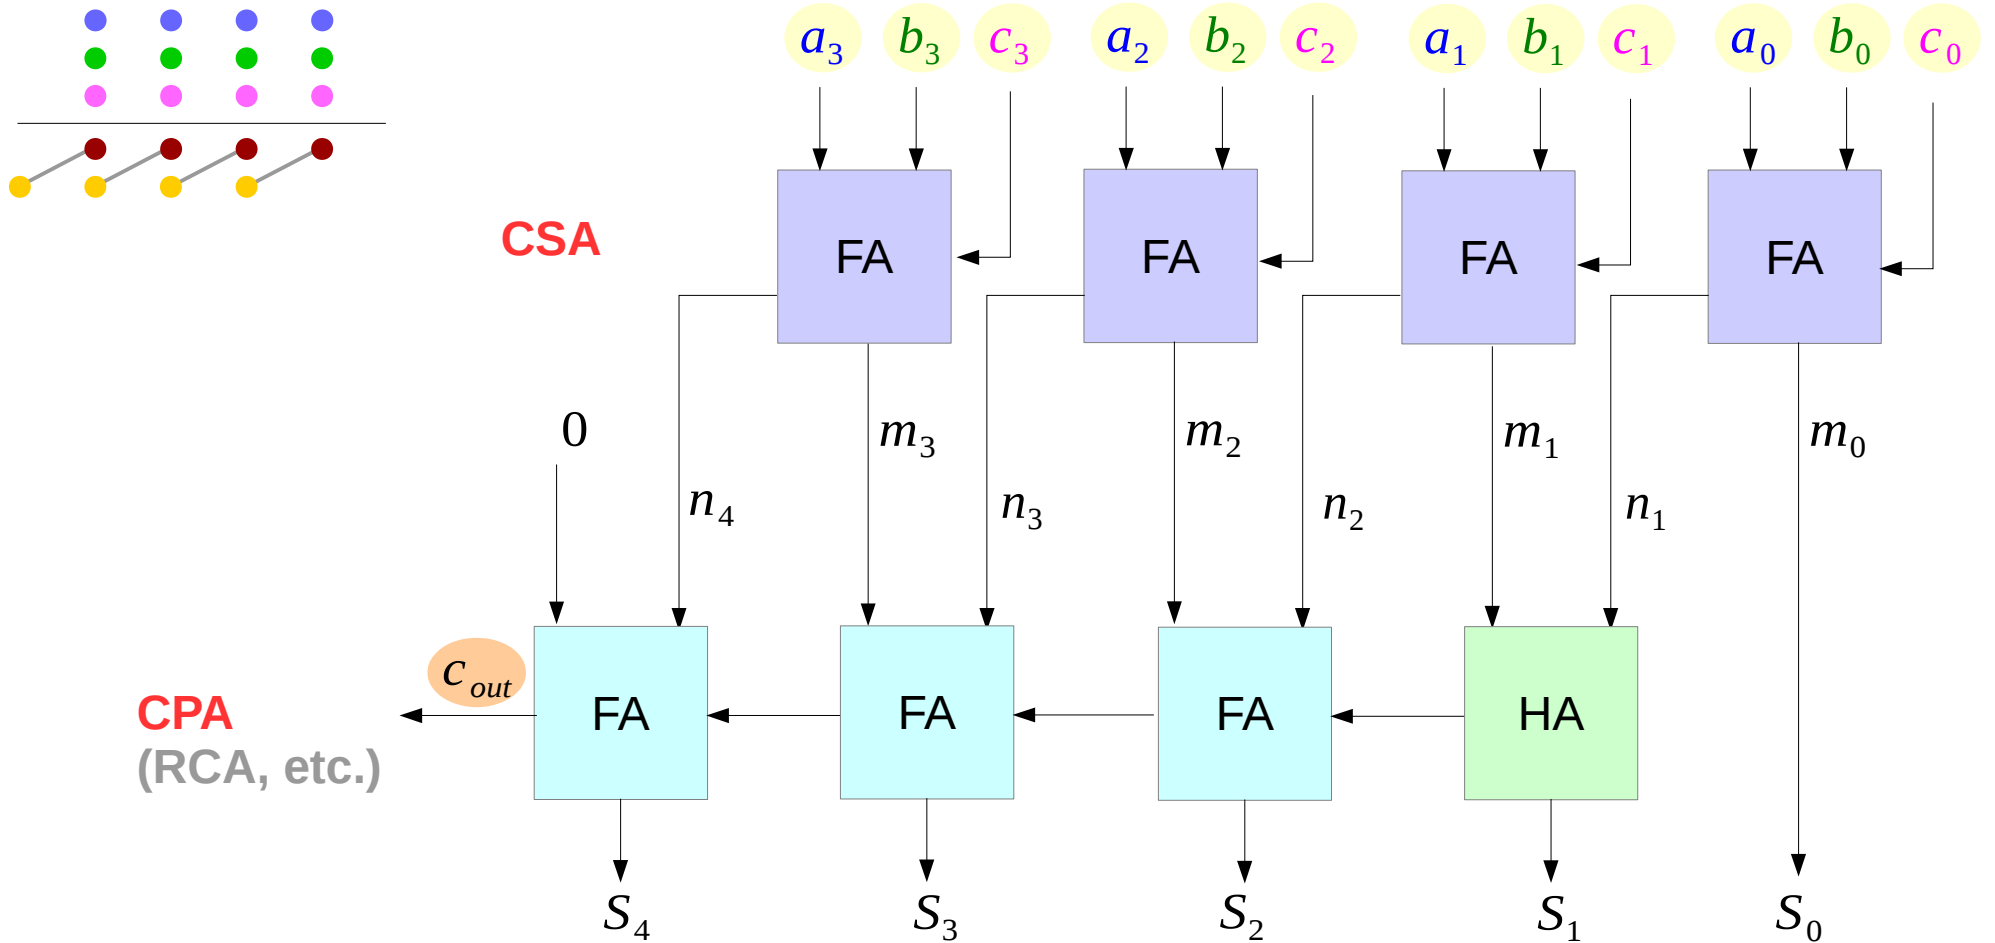 a3 b3 c3 a2 b2 c2 a1 b1 c1 a0 b0 c0
CSA FA FA FA FA
0 m3 m2 m1 m0
n4 n3 n2 n1
cout
CPA FA FA FA HA
(RCA, etc.)
S4 S3 S2 S1 S0